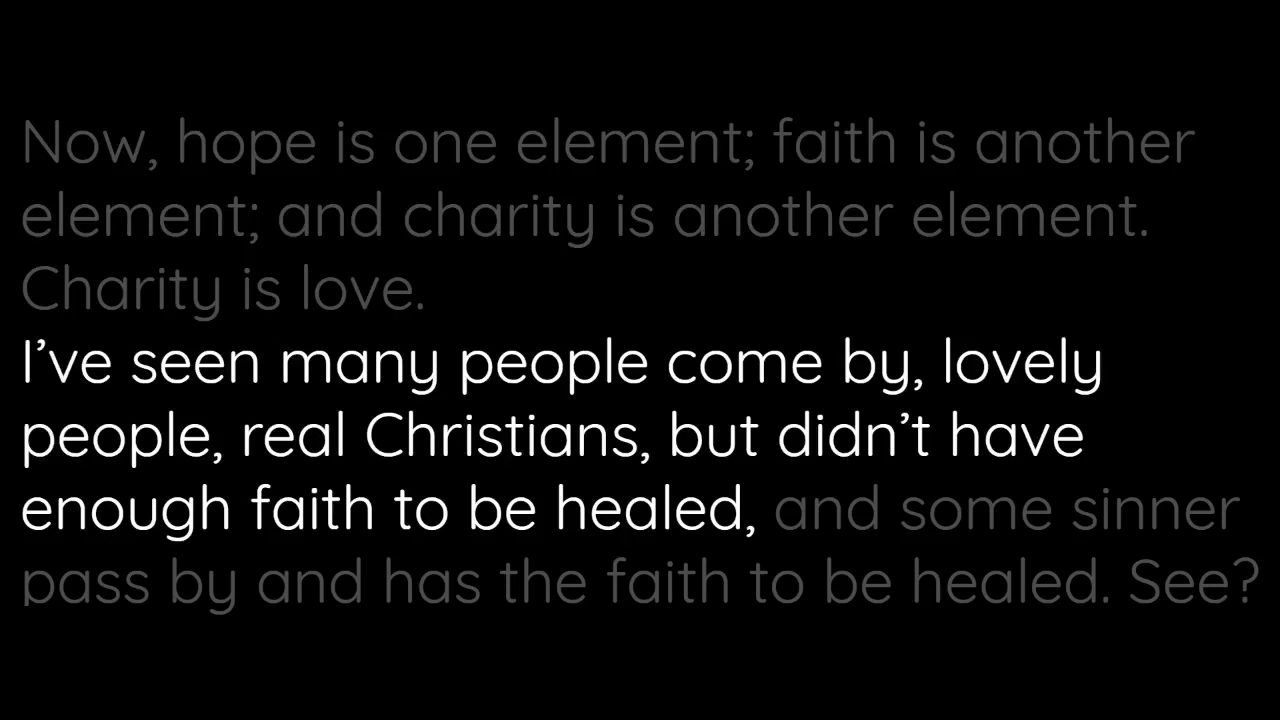 Now, hope is one element; faith is another
element; and charity is another element.
Charity is love.
I’ve seen many people come by, lovely
people, real Christians, but didn’t have
enough faith to be healed, and some sinner
pass by and has the faith to be healed. See?